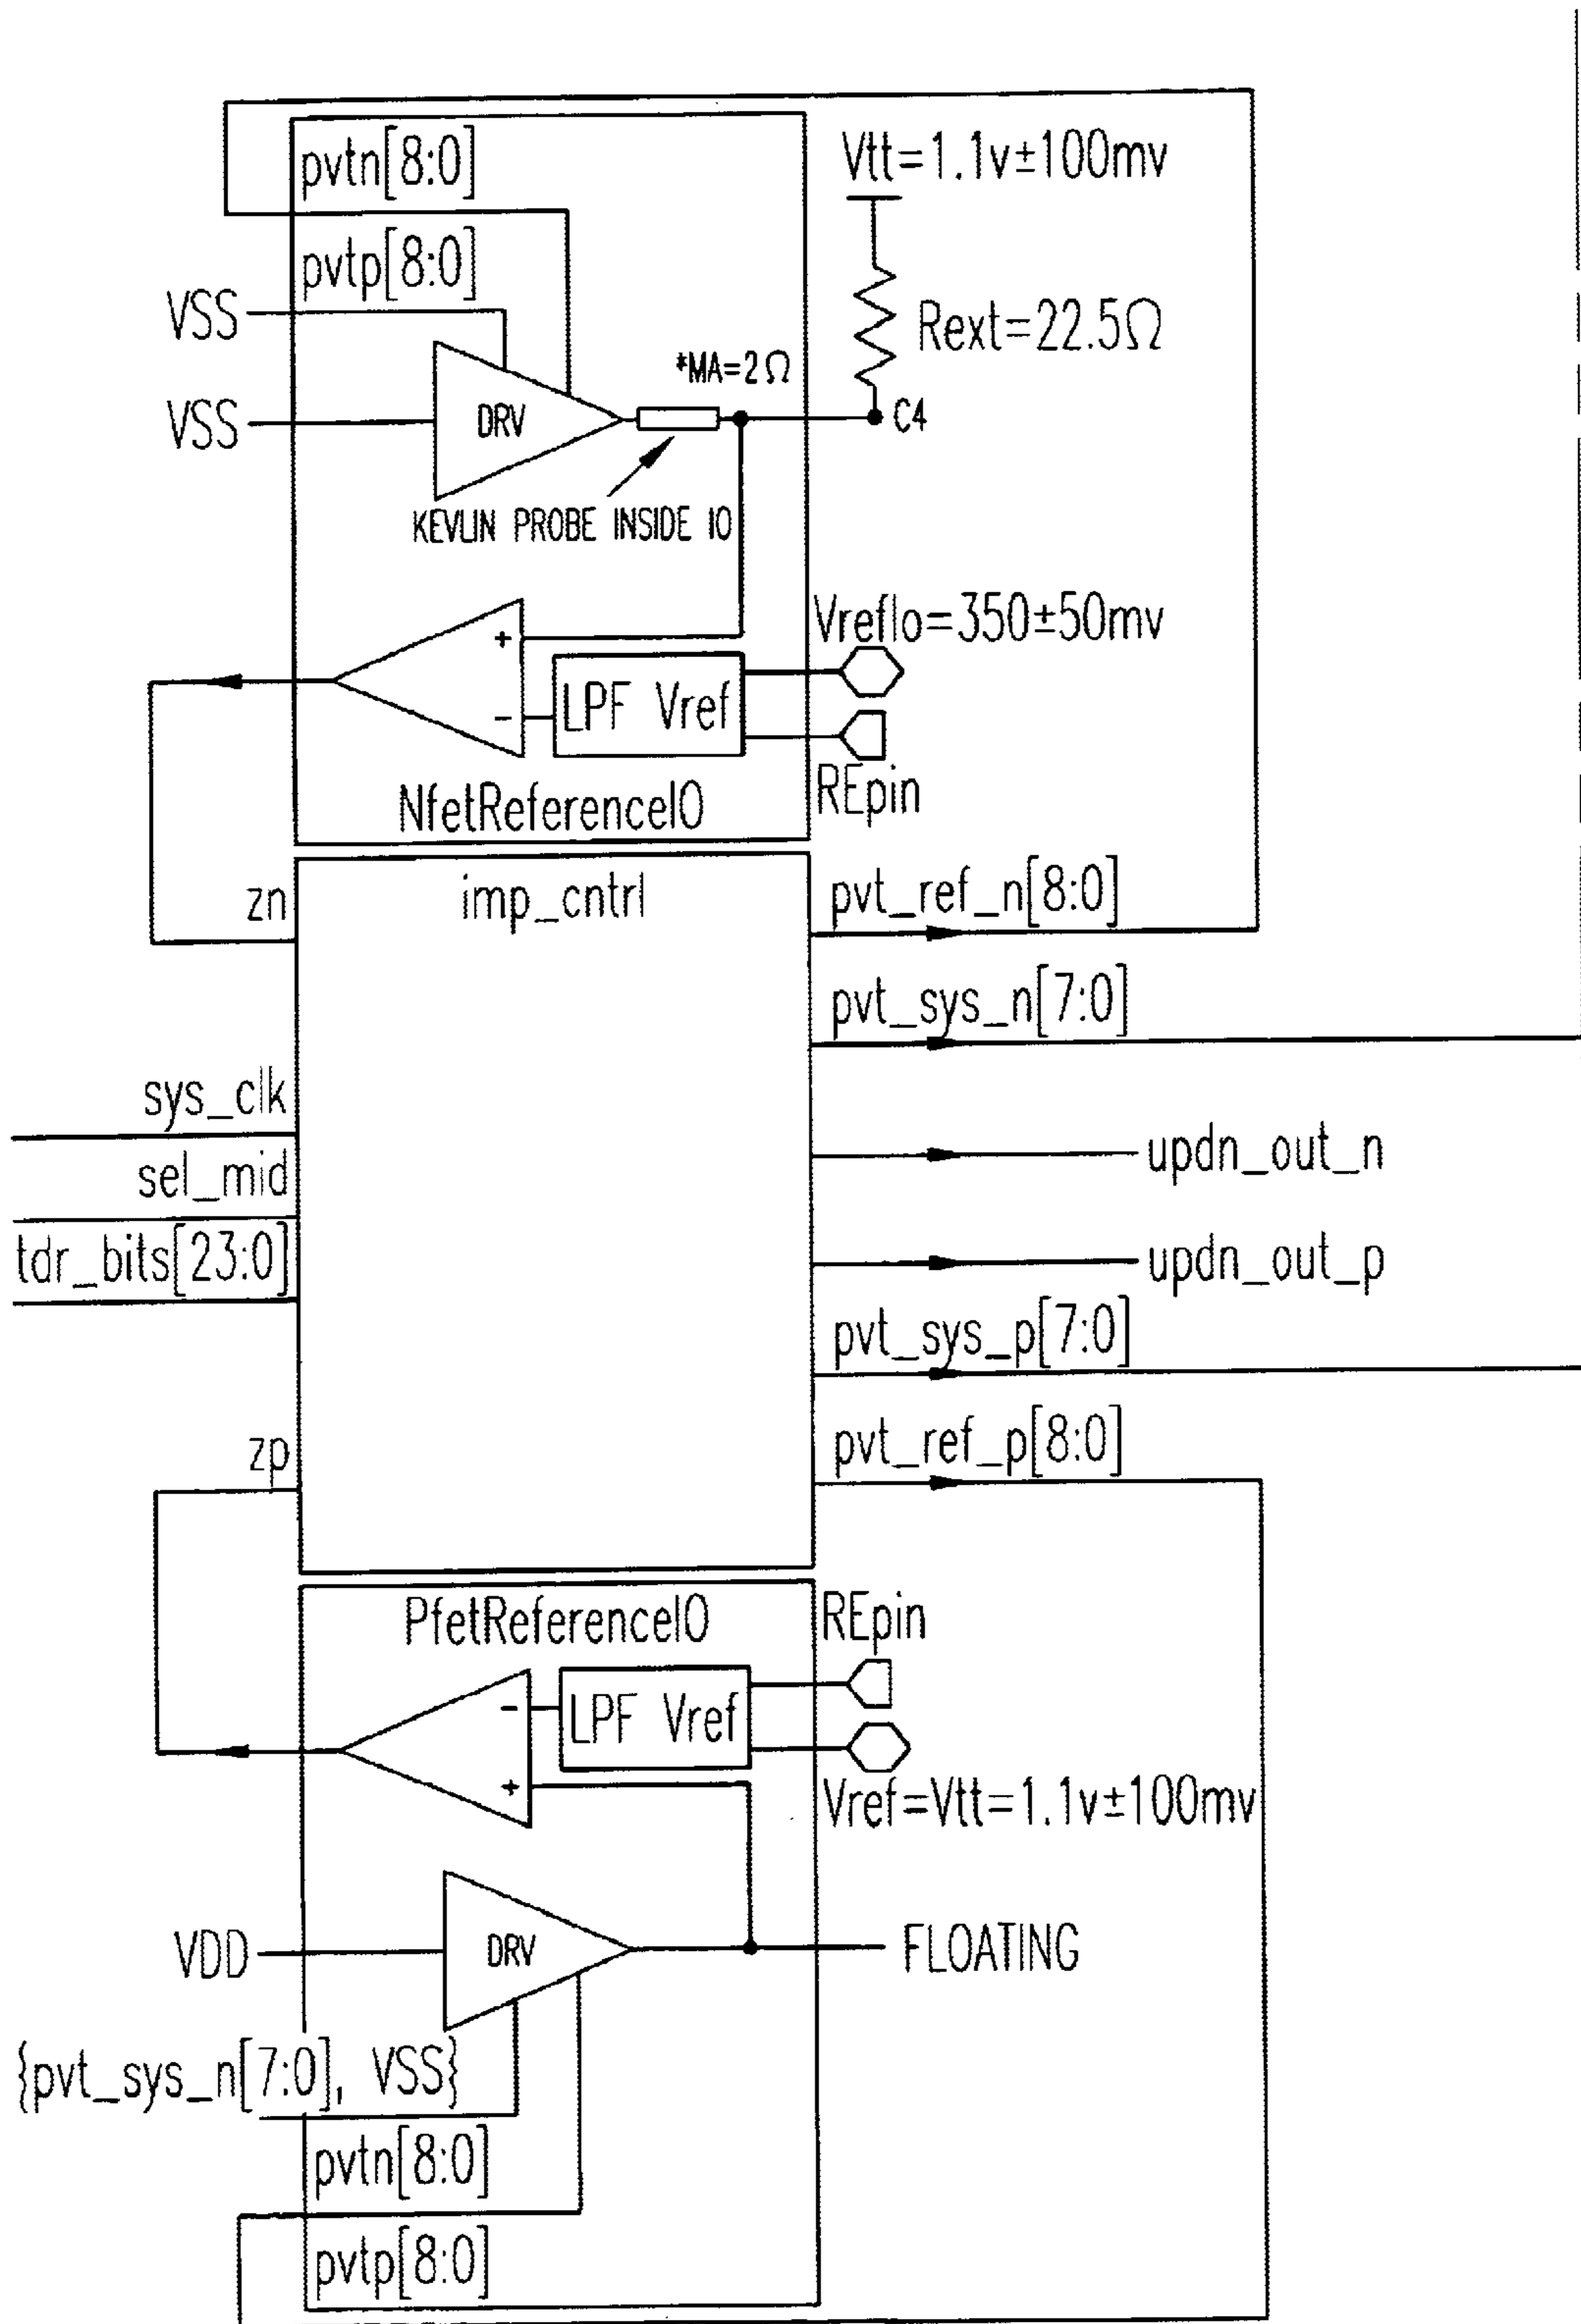 pvtn[8:0]
Vtt=1.1v±100mv
pvtp[8:0]
VSS
Rext=22.5Ω
*MA=2Ω
VSS
DRV
C4
KEVLIN PROBE INSIDE IO
Vreflo=350±50mv
+
-
LPF Vref
NfetReferenceIO
REpin
zn
imp_cntrl
pvt_ref_n[8:0]
pvt_sys_n[7:0]
sys_clk
updn_out_n
sel_mid
tdr_bits[23:0]
updn_out_p
pvt_sys_p[7:0]
zp
pvt_ref_p[8:0]
PfetReferenceIO
REpin
-
LPF Vref
+
Vref=Vtt=1.1v±100mv
VDD
DRV
FLOATING
{pvt_sys_n[7:0], VSS}
pvtn[8:0]
pvtp[8:0]